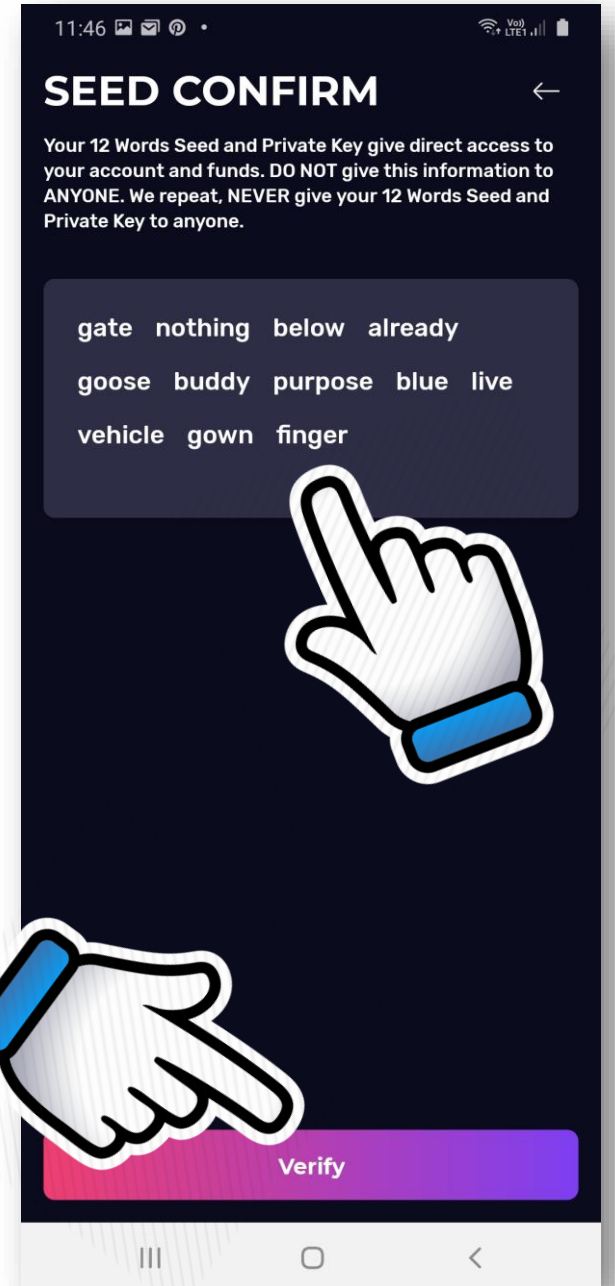 11:46 Vo))
LTE1
SEED CONFIRM
Your 12 Words Seed and Private Key give direct access to
your account and funds. DO NOT give this information to
ANYONE. We repeat, NEVER give your 12 Words Seed and
Private Key to anyone.
gate nothing below already
goose buddy purpose blue live
vehicle gown finger
Verify